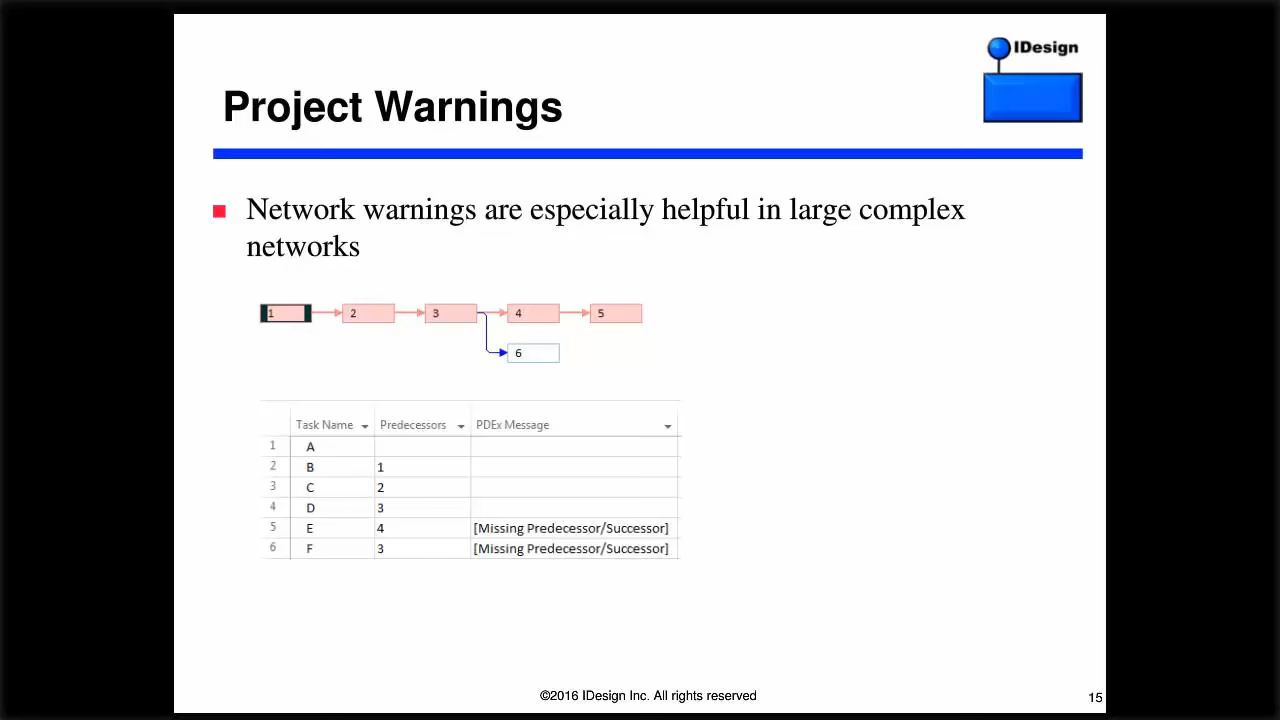 IDesign
Project Warnings
Network warnings are especially helpful in large complex
networks
1 2 3 4 5
6
Task Name Predecessors PDEx Message
1 A
2 B 1
3 C 2
4 D 3
5 E 4 [Missing Predecessor/Successor]
6 F 3 [Missing Predecessor/Successor]
©2016 IDesign Inc. All rights reserved
15